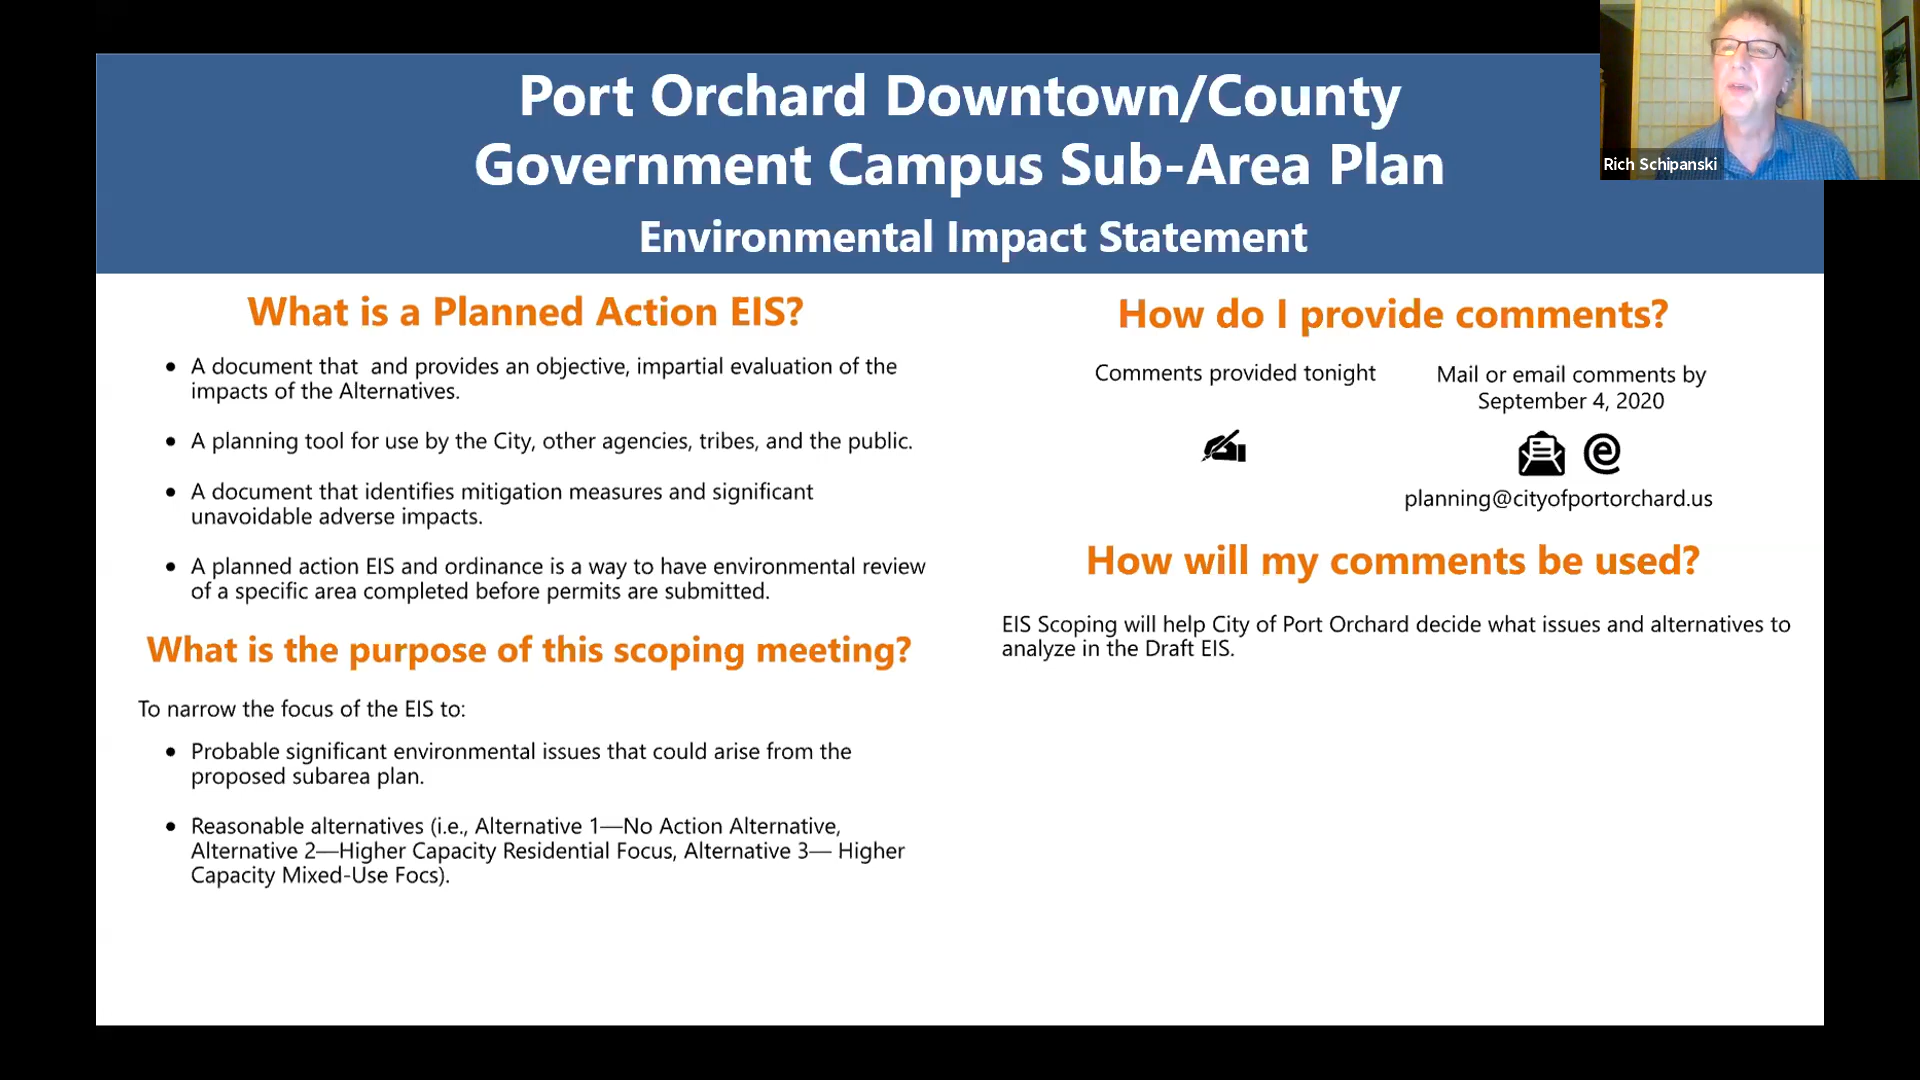 Port Orchard Downtown/County
Government Campus Sub-Area Plan
Environmental Impact Statement
Rich Schipanski
What is a Planned Action EIS?
• A document that  and provides an objective, impartial evaluation of the
impacts of the Alternatives.
• A planning tool for use by the City, other agencies, tribes, and the public.
• A document that identifies mitigation measures and significant
unavoidable adverse impacts.
• A planned action EIS and ordinance is a way to have environmental review
of a specific area completed before permits are submitted.
What is the purpose of this scoping meeting?
To narrow the focus of the EIS to:
• Probable significant environmental issues that could arise from the
proposed subarea plan.
• Reasonable alternatives (i.e., Alternative 1—No Action Alternative,
Alternative 2—Higher Capacity Residential Focus, Alternative 3— Higher
Capacity Mixed-Use Focs).
How do I provide comments?
Comments provided tonight
Mail or email comments by
September 4, 2020
planning@cityofportorchard.us
How will my comments be used?
EIS Scoping will help City of Port Orchard decide what issues and alternatives to
analyze in the Draft EIS.